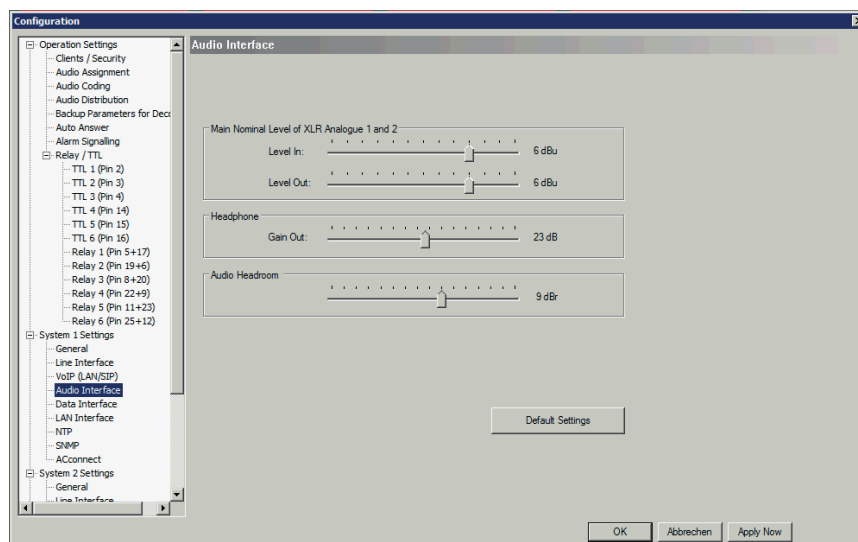 Configuration
Operation Settings
Clients / Security
Audio Assignment
Audio Coding
Audio Distribution
Backup Parameters for Deco
Auto Answer
Alarm Signalling
Relay / TTL
TTL 1 (Pin 2)
TTL 2 (Pin 3)
TTL 3 (Pin 4)
TTL 4 (Pin 14)
TTL 5 (Pin 15)
TTL 6 (Pin 16)
Relay 1 (Pin 5+17)
Relay 2 (Pin 19+6)
Relay 3 (Pin 8+20)
Relay 4 (Pin 22+9)
Relay 5 (Pin 11+23)
Relay 6 (Pin 25+12)
System 1 Settings
General
Line Interface
VoIP (LAN/SIP)
Audio Interface
Data Interface
LAN Interface
NTP
SNMP
ACconnect
System 2 Settings
General
Line Interface
Audio Interface
Main Nominal Level of XLR Analogue 1 and 2
Level In: 6 dBu
Level Out: 6 dBu
Headphone
Gain Out: 23 dB
Audio Headroom
9 dBr
Default Settings
OK Abbrechen Apply Now